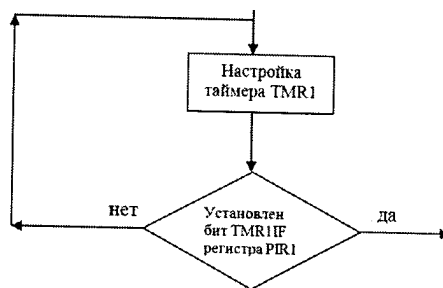 Настройка
таймера TMR1
нет
Установлен
да
бит TMR1IF
регистра PIR1